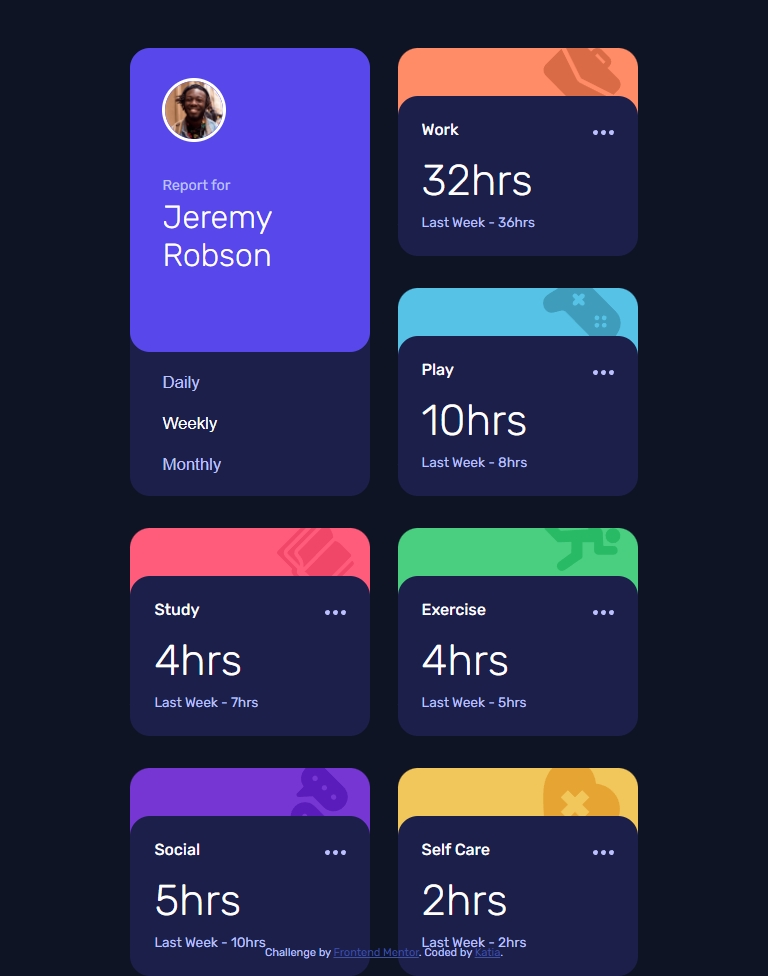 Report for
Jeremy
Robson
Daily
Weekly
Monthly
Work
32hrs
Last Week - 36hrs
Play
10hrs
Last Week - 8hrs
Study
4hrs
Last Week - 7hrs
Exercise
4hrs
Last Week - 5hrs
Social
5hrs
Last Week - 10hrs
Self Care
2hrs
Last Week - 2hrs
Challenge by Frontend Mentor. Coded by Katia.